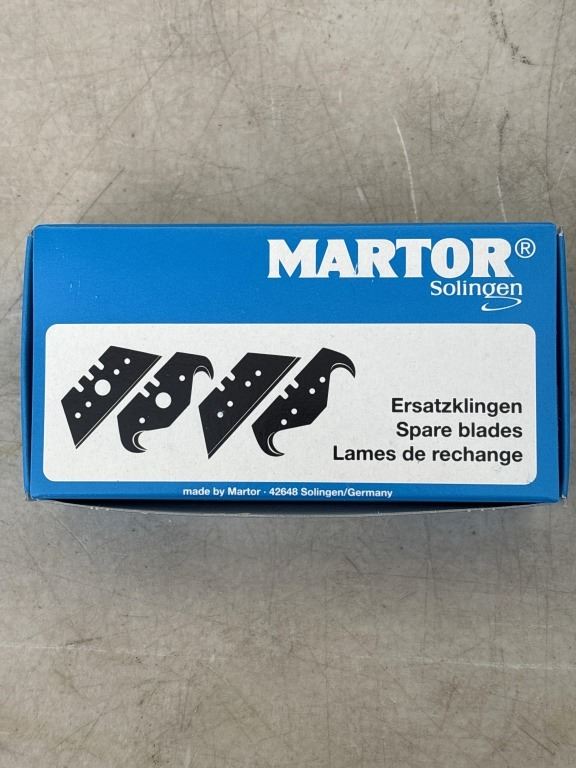 MARTOR®
Solingen
Ersatzklingen
Spare blades
Lames de rechange
made by Martor · 42648 Solingen/Germany